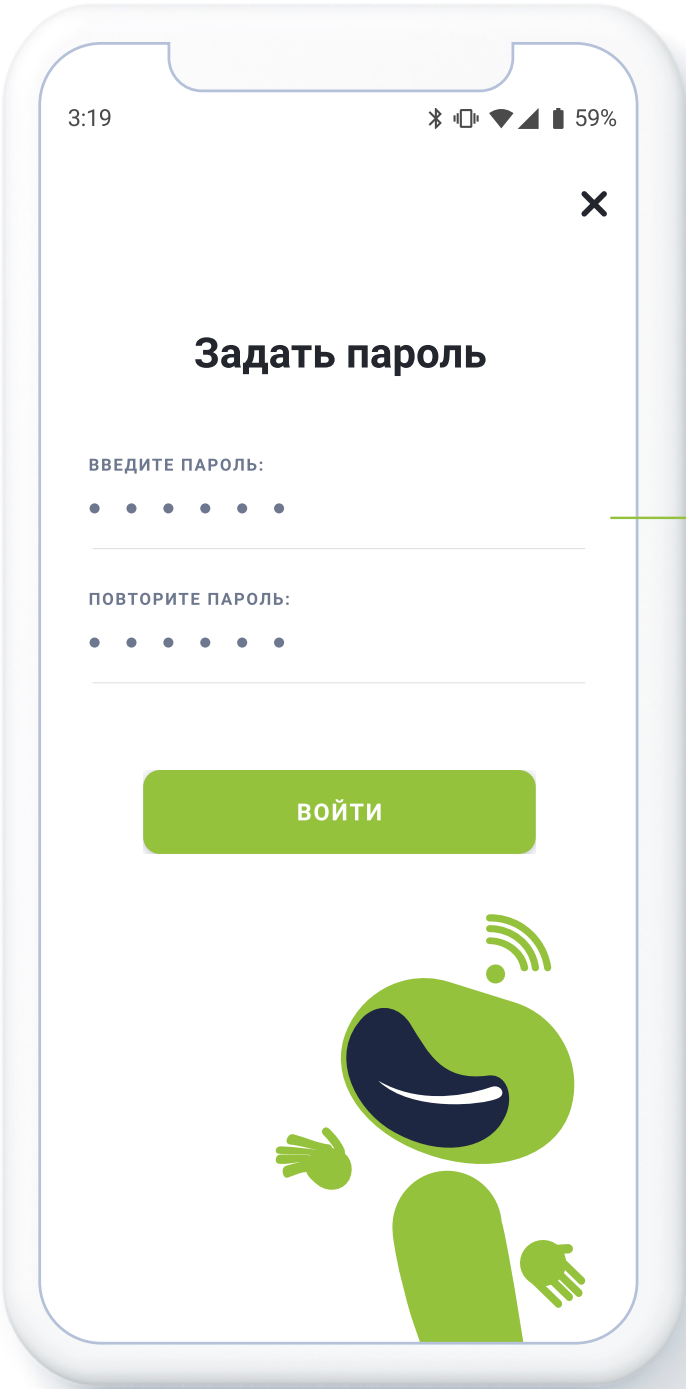 3:19
59%
Задать пароль
ВВЕДИТЕ ПАРОЛЬ:
ПОВТОРИТЕ ПАРОЛЬ:
ВОЙТИ